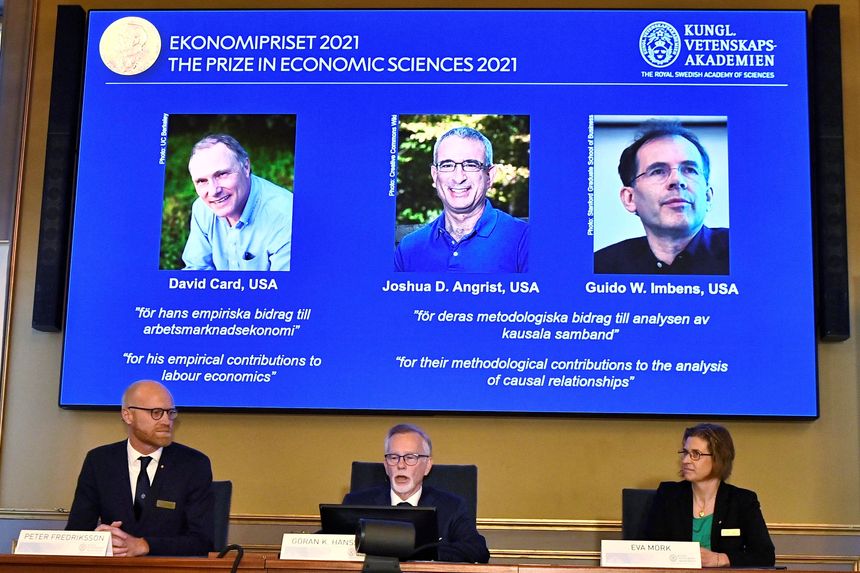 EKONOMIPRISET 2021
THE PRIZE IN ECONOMIC SCIENCES 2021
KUNGL.
VETENSKAPS-
AKADEMIEN
THE ROYAL SWEDISH ACADEMY OF SCIENCES
Photo: UC Berkeley
Photo: Creative Commons Wiki
Photo: Stanford Graduate School of Business
David Card, USA
Joshua D. Angrist, USA
Guido W. Imbens, USA
"för hans empiriska bidrag till
arbetsmarknadsekonomi"
"for his empirical contributions to
labour economics"
"för deras metodologiska bidrag till analysen av
kausala samband"
"for their methodological contributions to the analysis
of causal relationships"
PETER FREDRIKSSON
GÖRAN K. HANS
EVA MÖRK